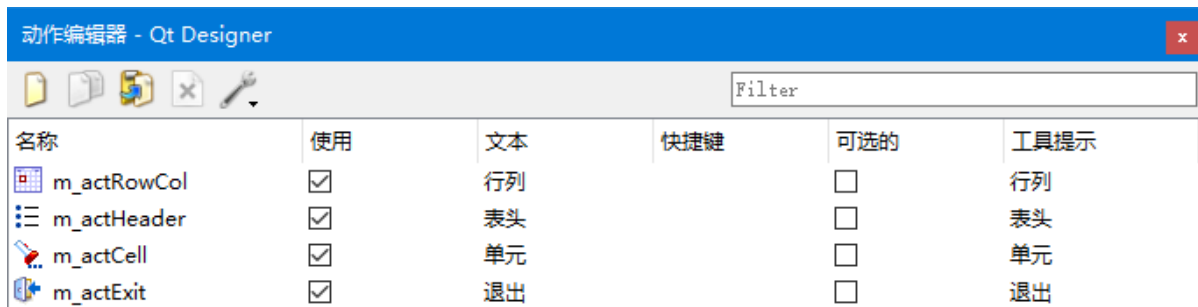 动作编辑器 - Qt Designer
x
Filter
名称 使用 文本 快捷键 可选的 工具提示
m_actRowCol 行列 行列
m_actHeader 表头 表头
m_actCell 单元 单元
m_actExit 退出 退出